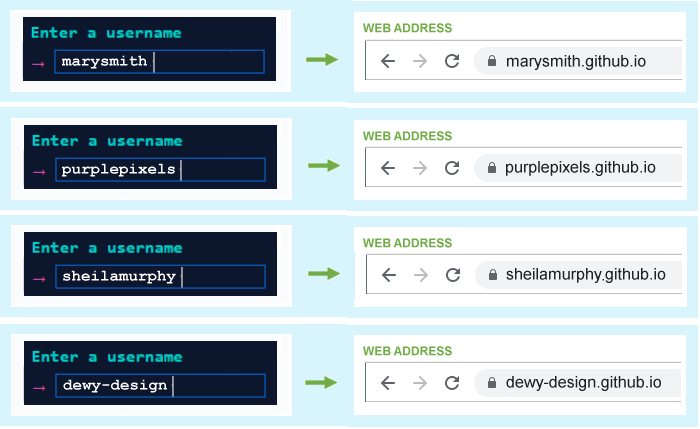 Enter a username
→ marysmith
WEB ADDRESS
marysmith.github.io
Enter a username
→ purplepixels
WEB ADDRESS
purplepixels.github.io
Enter a username
→ sheilamurphy
WEB ADDRESS
sheilamurphy.github.io
Enter a username
→ dewy-design
WEB ADDRESS
dewy-design.github.io